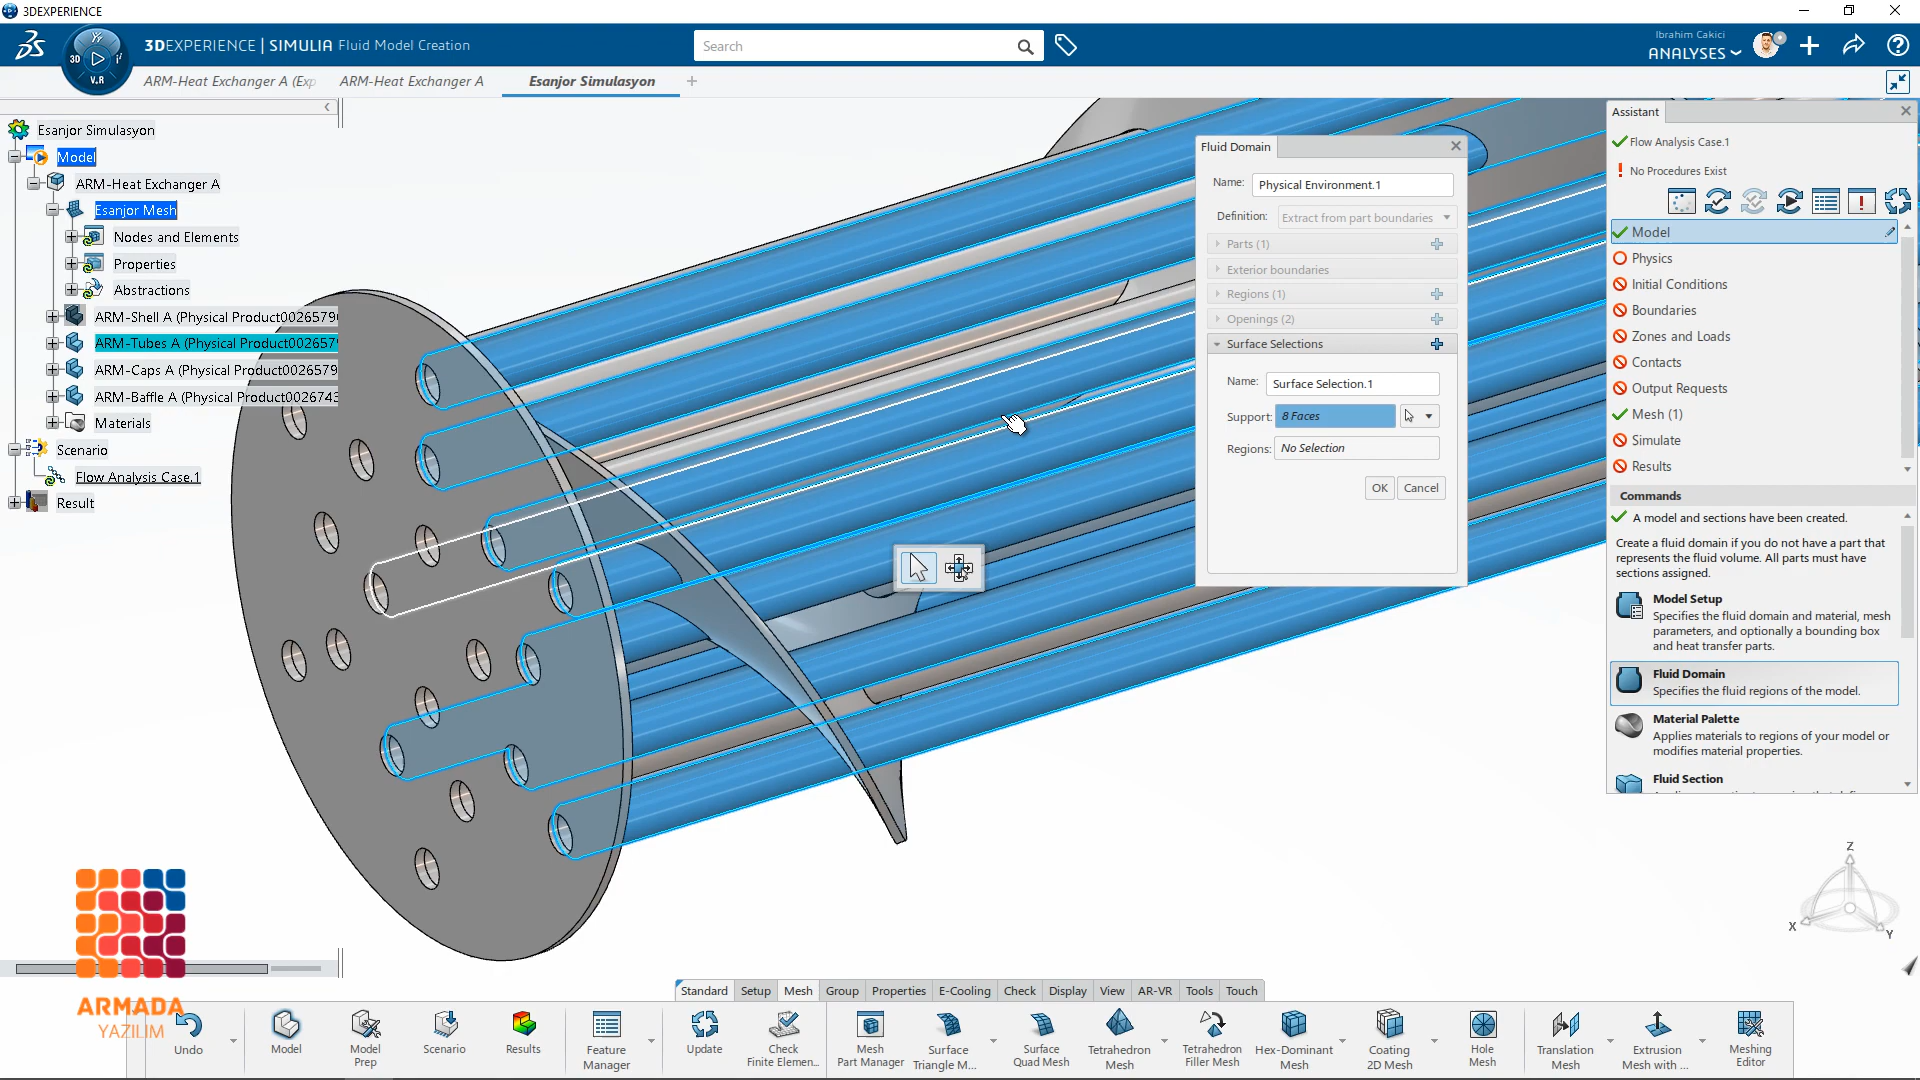 3DEXPERIENCE
3DEXPERIENCE | SIMULIA Fluid Model Creation
Search
Ibrahim Cakici
ANALYSES
3D
V.R
ARM-Heat Exchanger A (Exp
ARM-Heat Exchanger A
Esanjor Simulasyon
Esanjor Simulasyon
Model
ARM-Heat Exchanger A
Esanjor Mesh
Nodes and Elements
Properties
Abstractions
ARM-Shell A (Physical Product0026579
ARM-Tubes A (Physical Product002657
ARM-Caps A (Physical Product0026579
ARM-Baffle A (Physical Product0026743
Materials
Scenario
Flow Analysis Case.1
Result
Fluid Domain
Name: Physical Environment.1
Definition: Extract from part boundaries
Parts (1)
Exterior boundaries
Regions (1)
Openings (2)
Surface Selections
Name: Surface Selection.1
Support: 8 Faces
Regions: No Selection
OK Cancel
Assistant
Flow Analysis Case.1
! No Procedures Exist
Model
Physics
Initial Conditions
Boundaries
Zones and Loads
Contacts
Output Requests
Mesh (1)
Simulate
Results
Commands
A model and sections have been created.
Create a fluid domain if you do not have a part that
represents the fluid volume. All parts must have
sections assigned.
Model Setup
Specifies the fluid domain and material, mesh
parameters, and optionally a bounding box
and heat transfer parts.
Fluid Domain
Specifies the fluid regions of the model.
Material Palette
Applies materials to regions of your model or
modifies material properties.
Fluid Section
Z
X
Y
ARMADA
YAZILIM
Standard Setup Mesh Group Properties E-Cooling Check Display View AR-VR Tools Touch
Undo
Model
Model
Prep
Scenario
Results
Feature
Manager
Update
Check
Finite Elemen...
Mesh
Part Manager
Surface
Triangle M...
Surface
Quad Mesh
Tetrahedron
Mesh
Tetrahedron
Filler Mesh
Hex-Dominant
Mesh
Coating
2D Mesh
Hole
Mesh
Translation
Mesh
Extrusion
Mesh with ...
Meshing
Editor